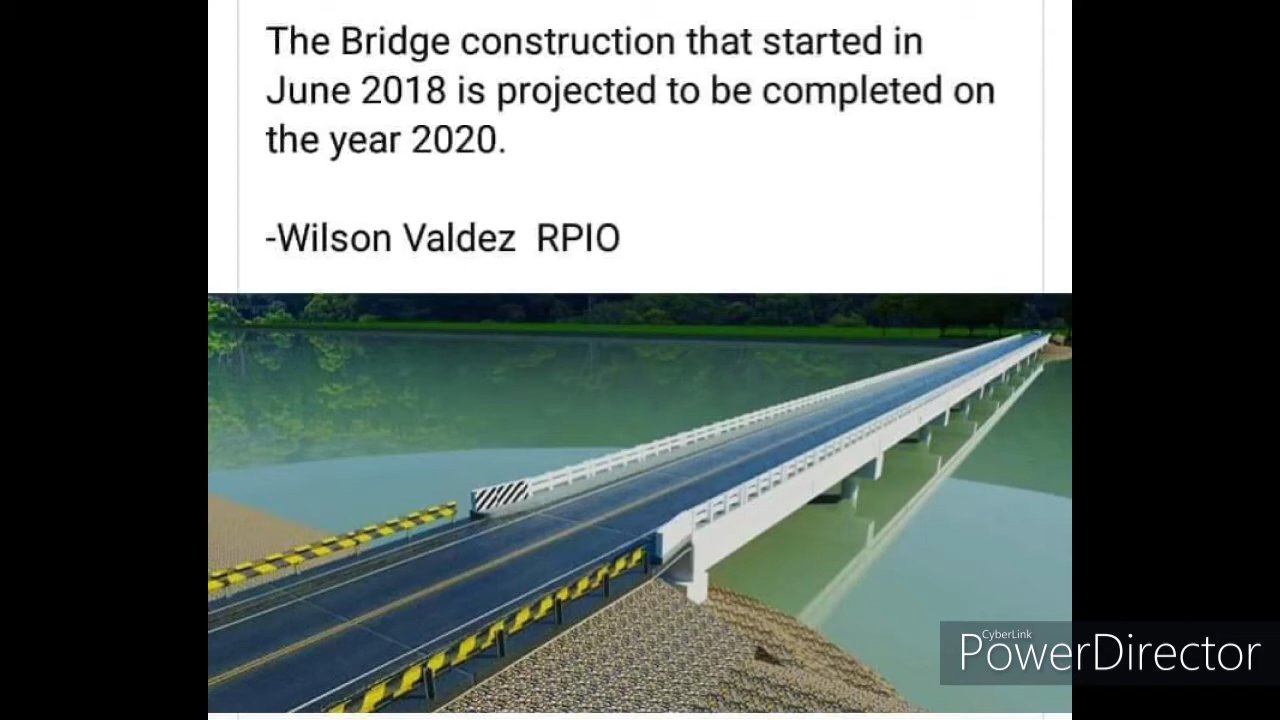 The Bridge construction that started in
June 2018 is projected to be completed on
the year 2020.
-Wilson Valdez RPIO
CyberLink
PowerDirector